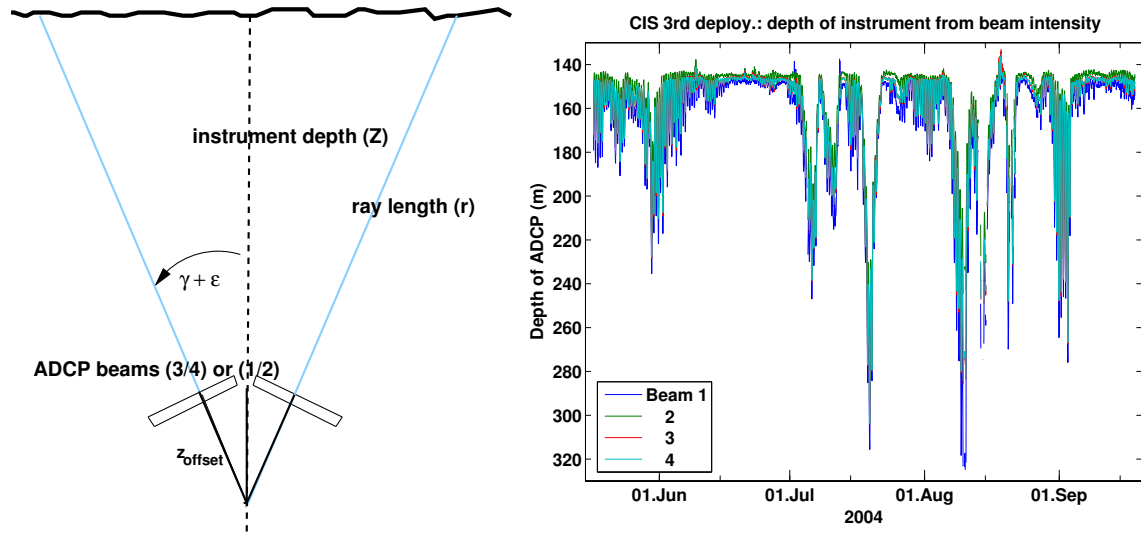 instrument depth (Z)
ray length (r)
γ + ε
ADCP beams (3/4) or (1/2)
z_offset
CIS 3rd deploy.: depth of instrument from beam intensity
Depth of ADCP (m)
140
160
180
200
220
240
260
280
300
320
Beam 1
2
3
4
01.Jun
01.Jul
01.Aug
01.Sep
2004